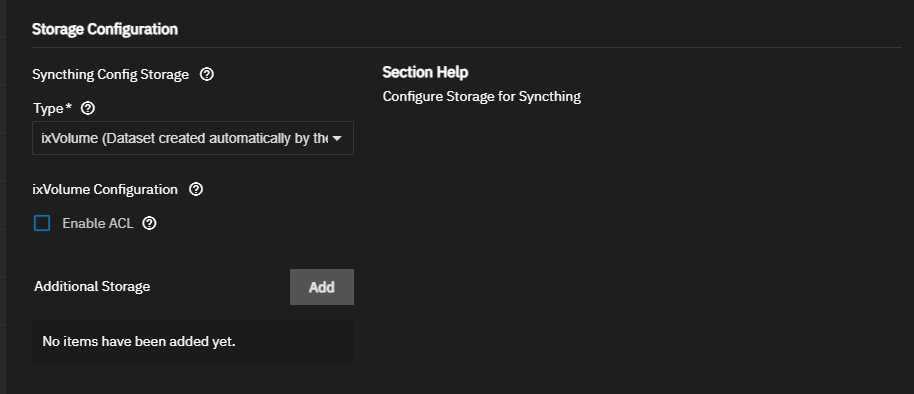 Storage Configuration
Syncthing Config Storage
Section Help
Configure Storage for Syncthing
Type *
ixVolume (Dataset created automatically by the
ixVolume Configuration
Enable ACL
Additional Storage
Add
No items have been added yet.